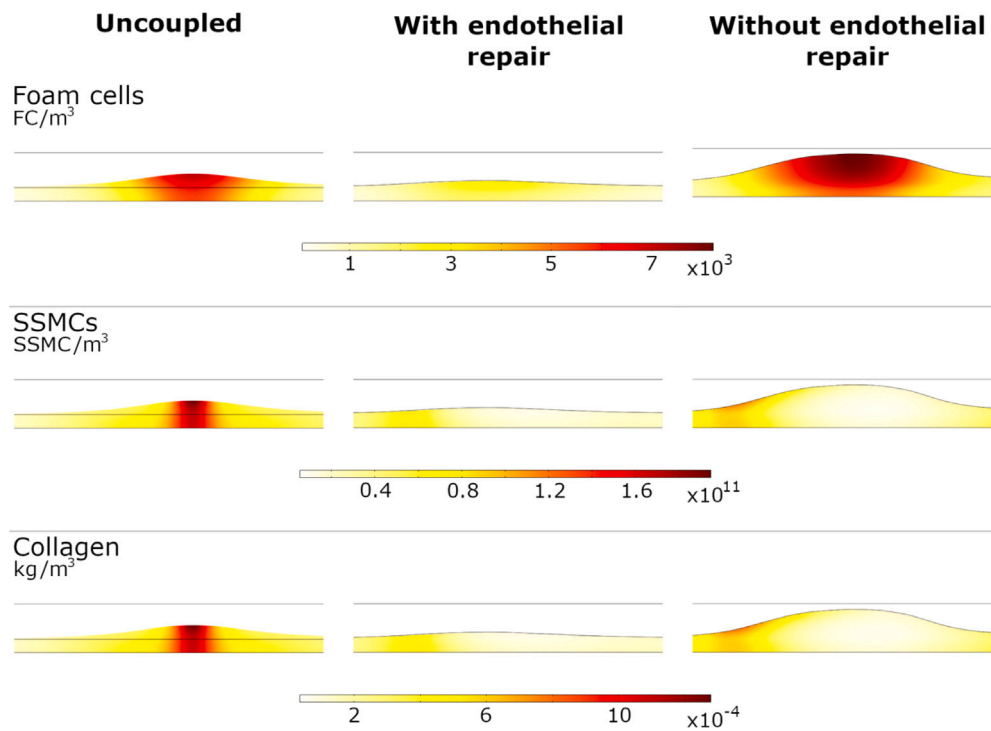 Uncoupled
With endothelial
repair
Without endothelial
repair
Foam cells
FC/m³
1 3 5 7 x10³
SSMCs
SSMC/m³
0.4 0.8 1.2 1.6 x10¹¹
Collagen
kg/m³
2 6 10 x10⁻⁴